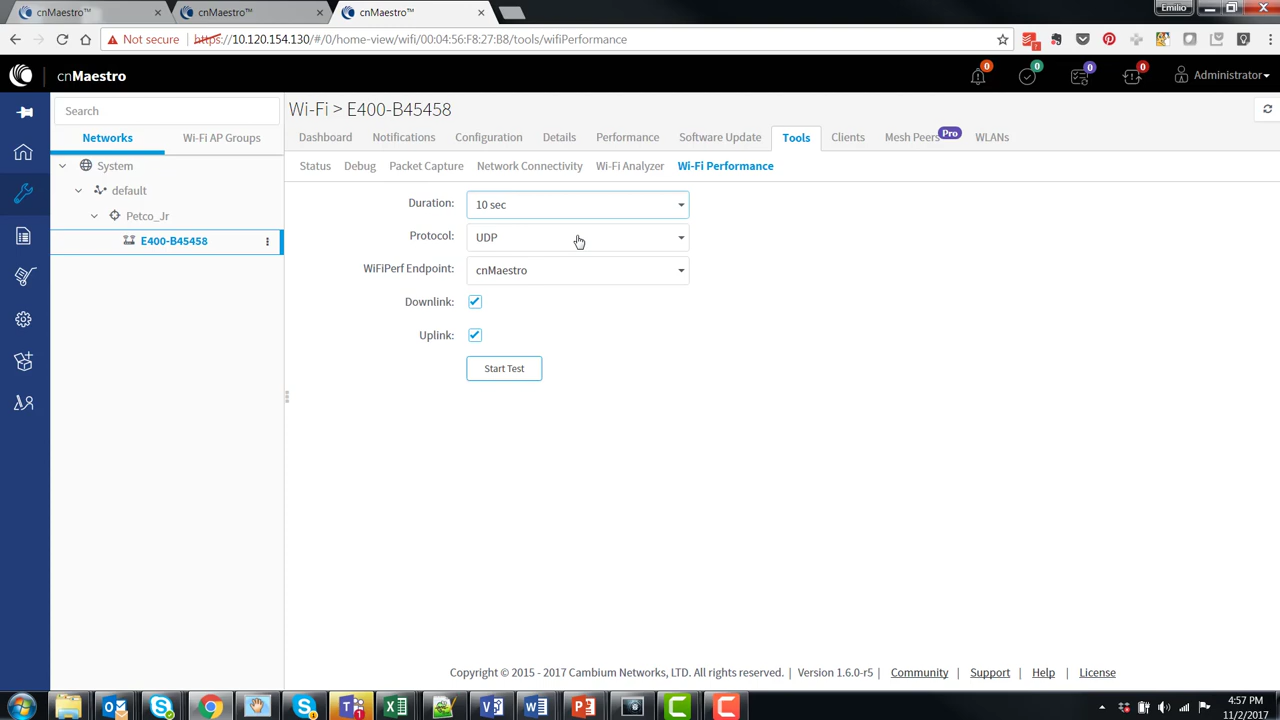 cnMaestro™
cnMaestro™
cnMaestro™
Emilio
Not secure
https://10.120.154.130/#/0/home-view/wifi/00:04:56:F8:27:B8/tools/wifiPerformance
cnMaestro
0
0
0
0
Administrator
Search
Networks
Wi-Fi AP Groups
System
default
Petco_Jr
E400-B45458
Wi-Fi > E400-B45458
Dashboard
Notifications
Configuration
Details
Performance
Software Update
Tools
Clients
Mesh Peers Pro
WLANs
Status
Debug
Packet Capture
Network Connectivity
Wi-Fi Analyzer
Wi-Fi Performance
Duration: 10 sec
Protocol: UDP
WiFiPerf Endpoint: cnMaestro
Downlink:
Uplink:
Start Test
Copyright © 2015 - 2017 Cambium Networks, LTD. All rights reserved. | Version 1.6.0-r5 | Community | Support | Help | License
4:57 PM
11/2/2017